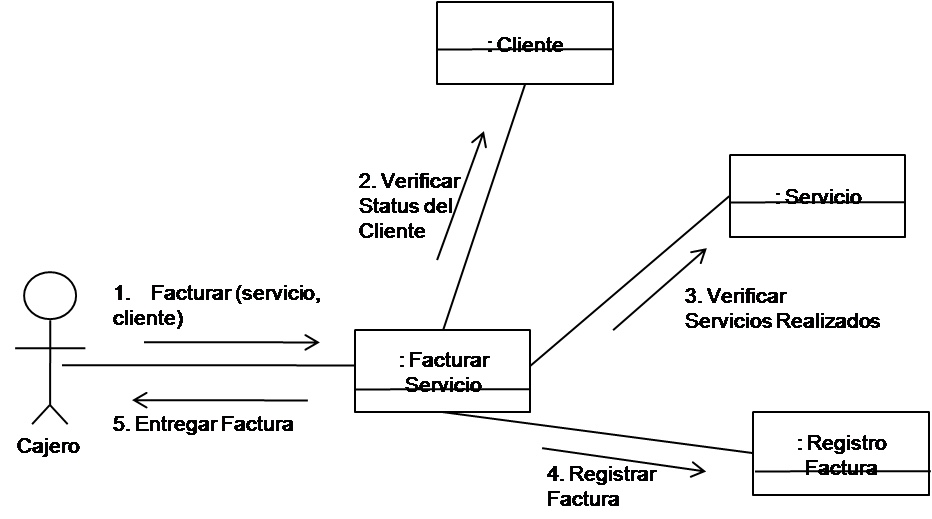 : Cliente
2. Verificar
Status del
Cliente
: Servicio
1. Facturar (servicio,
cliente)
3. Verificar
Servicios Realizados
: Facturar
Servicio
5. Entregar Factura
Cajero
: Registro
Factura
4. Registrar
Factura